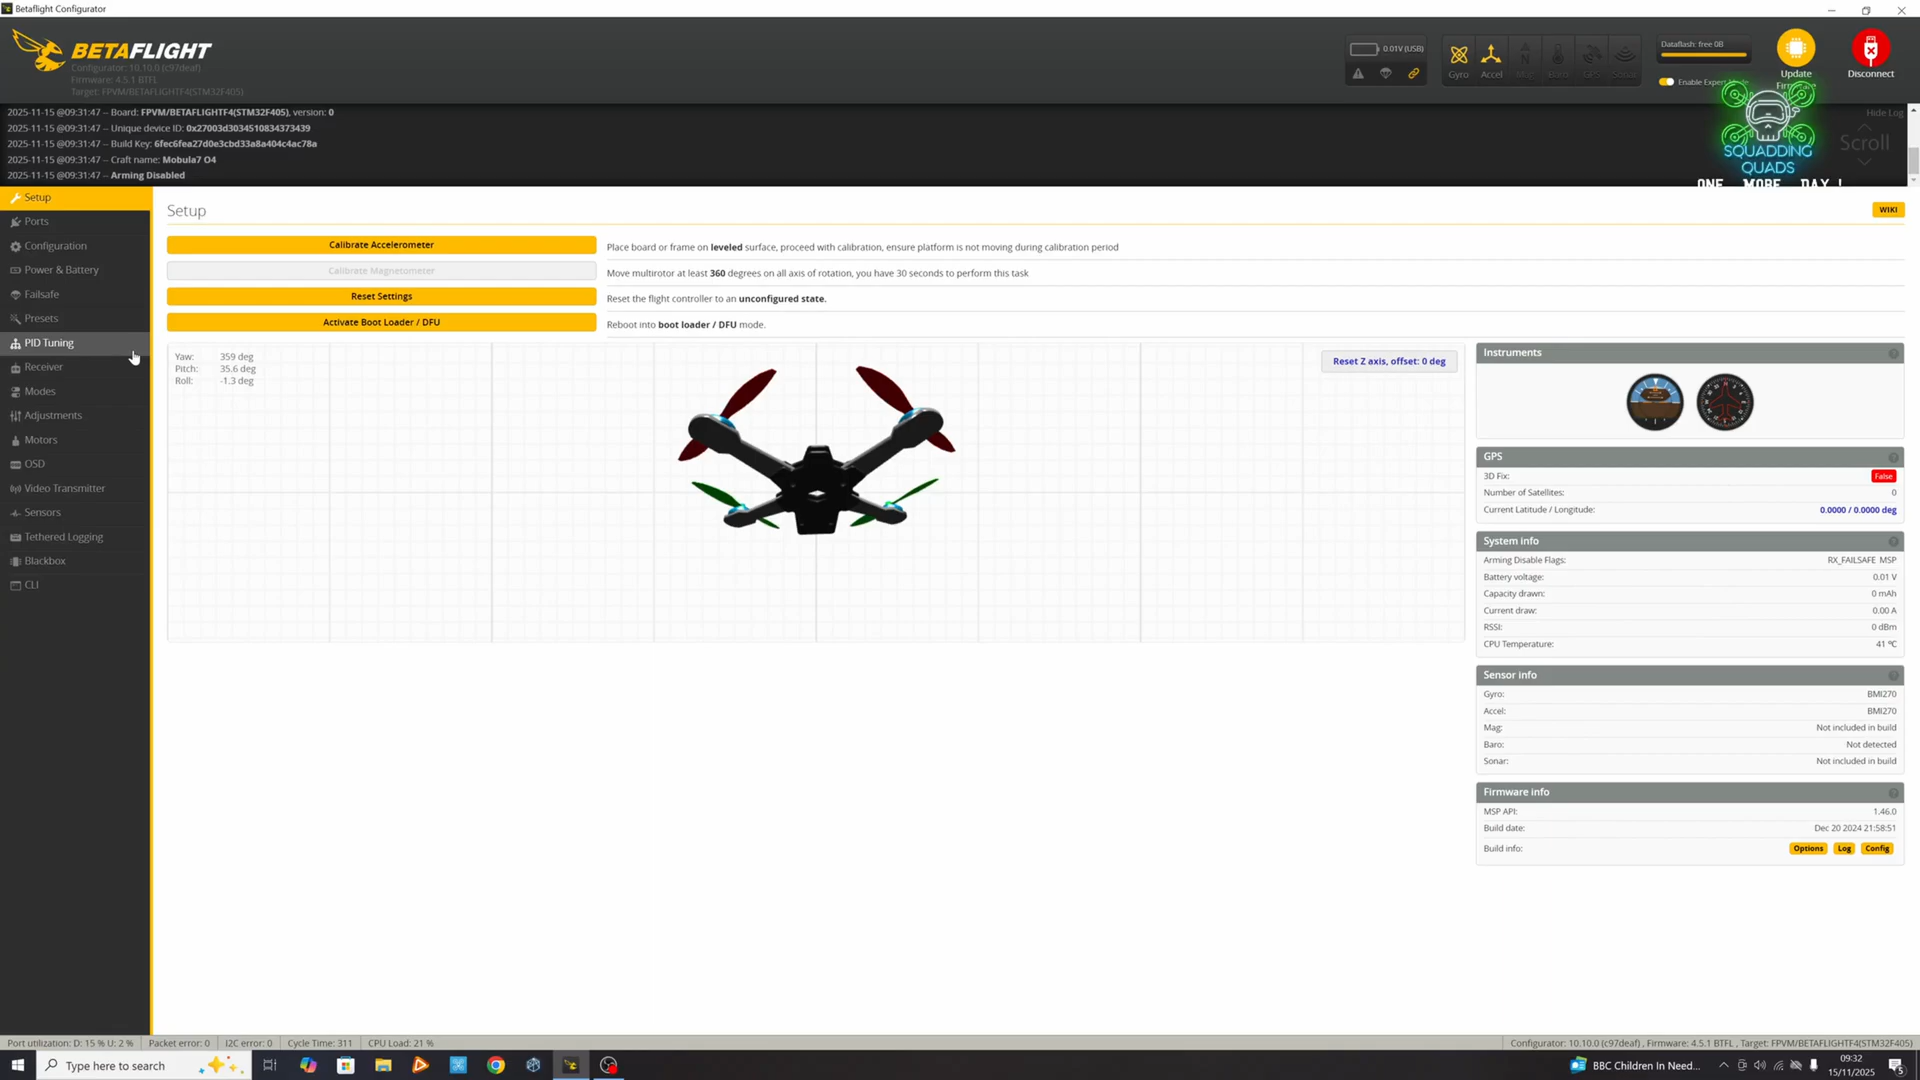 Betaflight Configurator
BETAFLIGHT
Configurator: 10.10.0 (c97deaf)
Firmware: 4.5.1 BTFL
Target: FPVM/BETAFLIGHTF4(STM32F405)
0.01V (USB)
Gyro
Accel
Mag
Baro
GPS
Sonar
Dataflash: free 0B
Enable Expert
Update
Firmware
Disconnect
2025-11-15 @09:31:47 -- Board: FPVM/BETAFLIGHTF4(STM32F405), version: 0
2025-11-15 @09:31:47 -- Unique device ID: 0x27003d3034510834373439
2025-11-15 @09:31:47 -- Build Key: 6fec6fea27d0e3cbd33a8a404c4ac78a
2025-11-15 @09:31:47 -- Craft name: Mobula7 O4
2025-11-15 @09:31:47 -- Arming Disabled
Hide Log
Scroll
SQUADDING
QUADS
ONE MORE DAY!
Setup
Ports
Configuration
Power & Battery
Failsafe
Presets
PID Tuning
Receiver
Modes
Adjustments
Motors
OSD
Video Transmitter
Sensors
Tethered Logging
Blackbox
CLI
Setup
WIKI
Calibrate Accelerometer
Place board or frame on leveled surface, proceed with calibration, ensure platform is not moving during calibration period
Calibrate Magnetometer
Move multirotor at least 360 degrees on all axis of rotation, you have 30 seconds to perform this task
Reset Settings
Reset the flight controller to an unconfigured state.
Activate Boot Loader / DFU
Reboot into boot loader / DFU mode.
Yaw: 359 deg
Pitch: 35.6 deg
Roll: -1.3 deg
Reset Z axis, offset: 0 deg
Instruments
GPS
3D Fix: False
Number of Satellites: 0
Current Latitude / Longitude: 0.0000 / 0.0000 deg
System info
Arming Disable Flags: RX_FAILSAFE MSP
Battery voltage: 0.01 V
Capacity drawn: 0 mAh
Current draw: 0.00 A
RSSI: 0 dBm
CPU Temperature: 41 °C
Sensor info
Gyro: BMI270
Accel: BMI270
Mag: Not included in build
Baro: Not detected
Sonar: Not included in build
Firmware info
MSP API: 1.46.0
Build date: Dec 20 2024 21:58:51
Build info: Options Log Config
Port utilization: D: 15 % U: 2 %
Packet error: 0
I2C error: 0
Cycle Time: 311
CPU Load: 21 %
Configurator: 10.10.0 (c97deaf) , Firmware: 4.5.1 BTFL , Target: FPVM/BETAFLIGHTF4(STM32F405)
Type here to search
BBC Children In Need...
09:32
15/11/2025
5